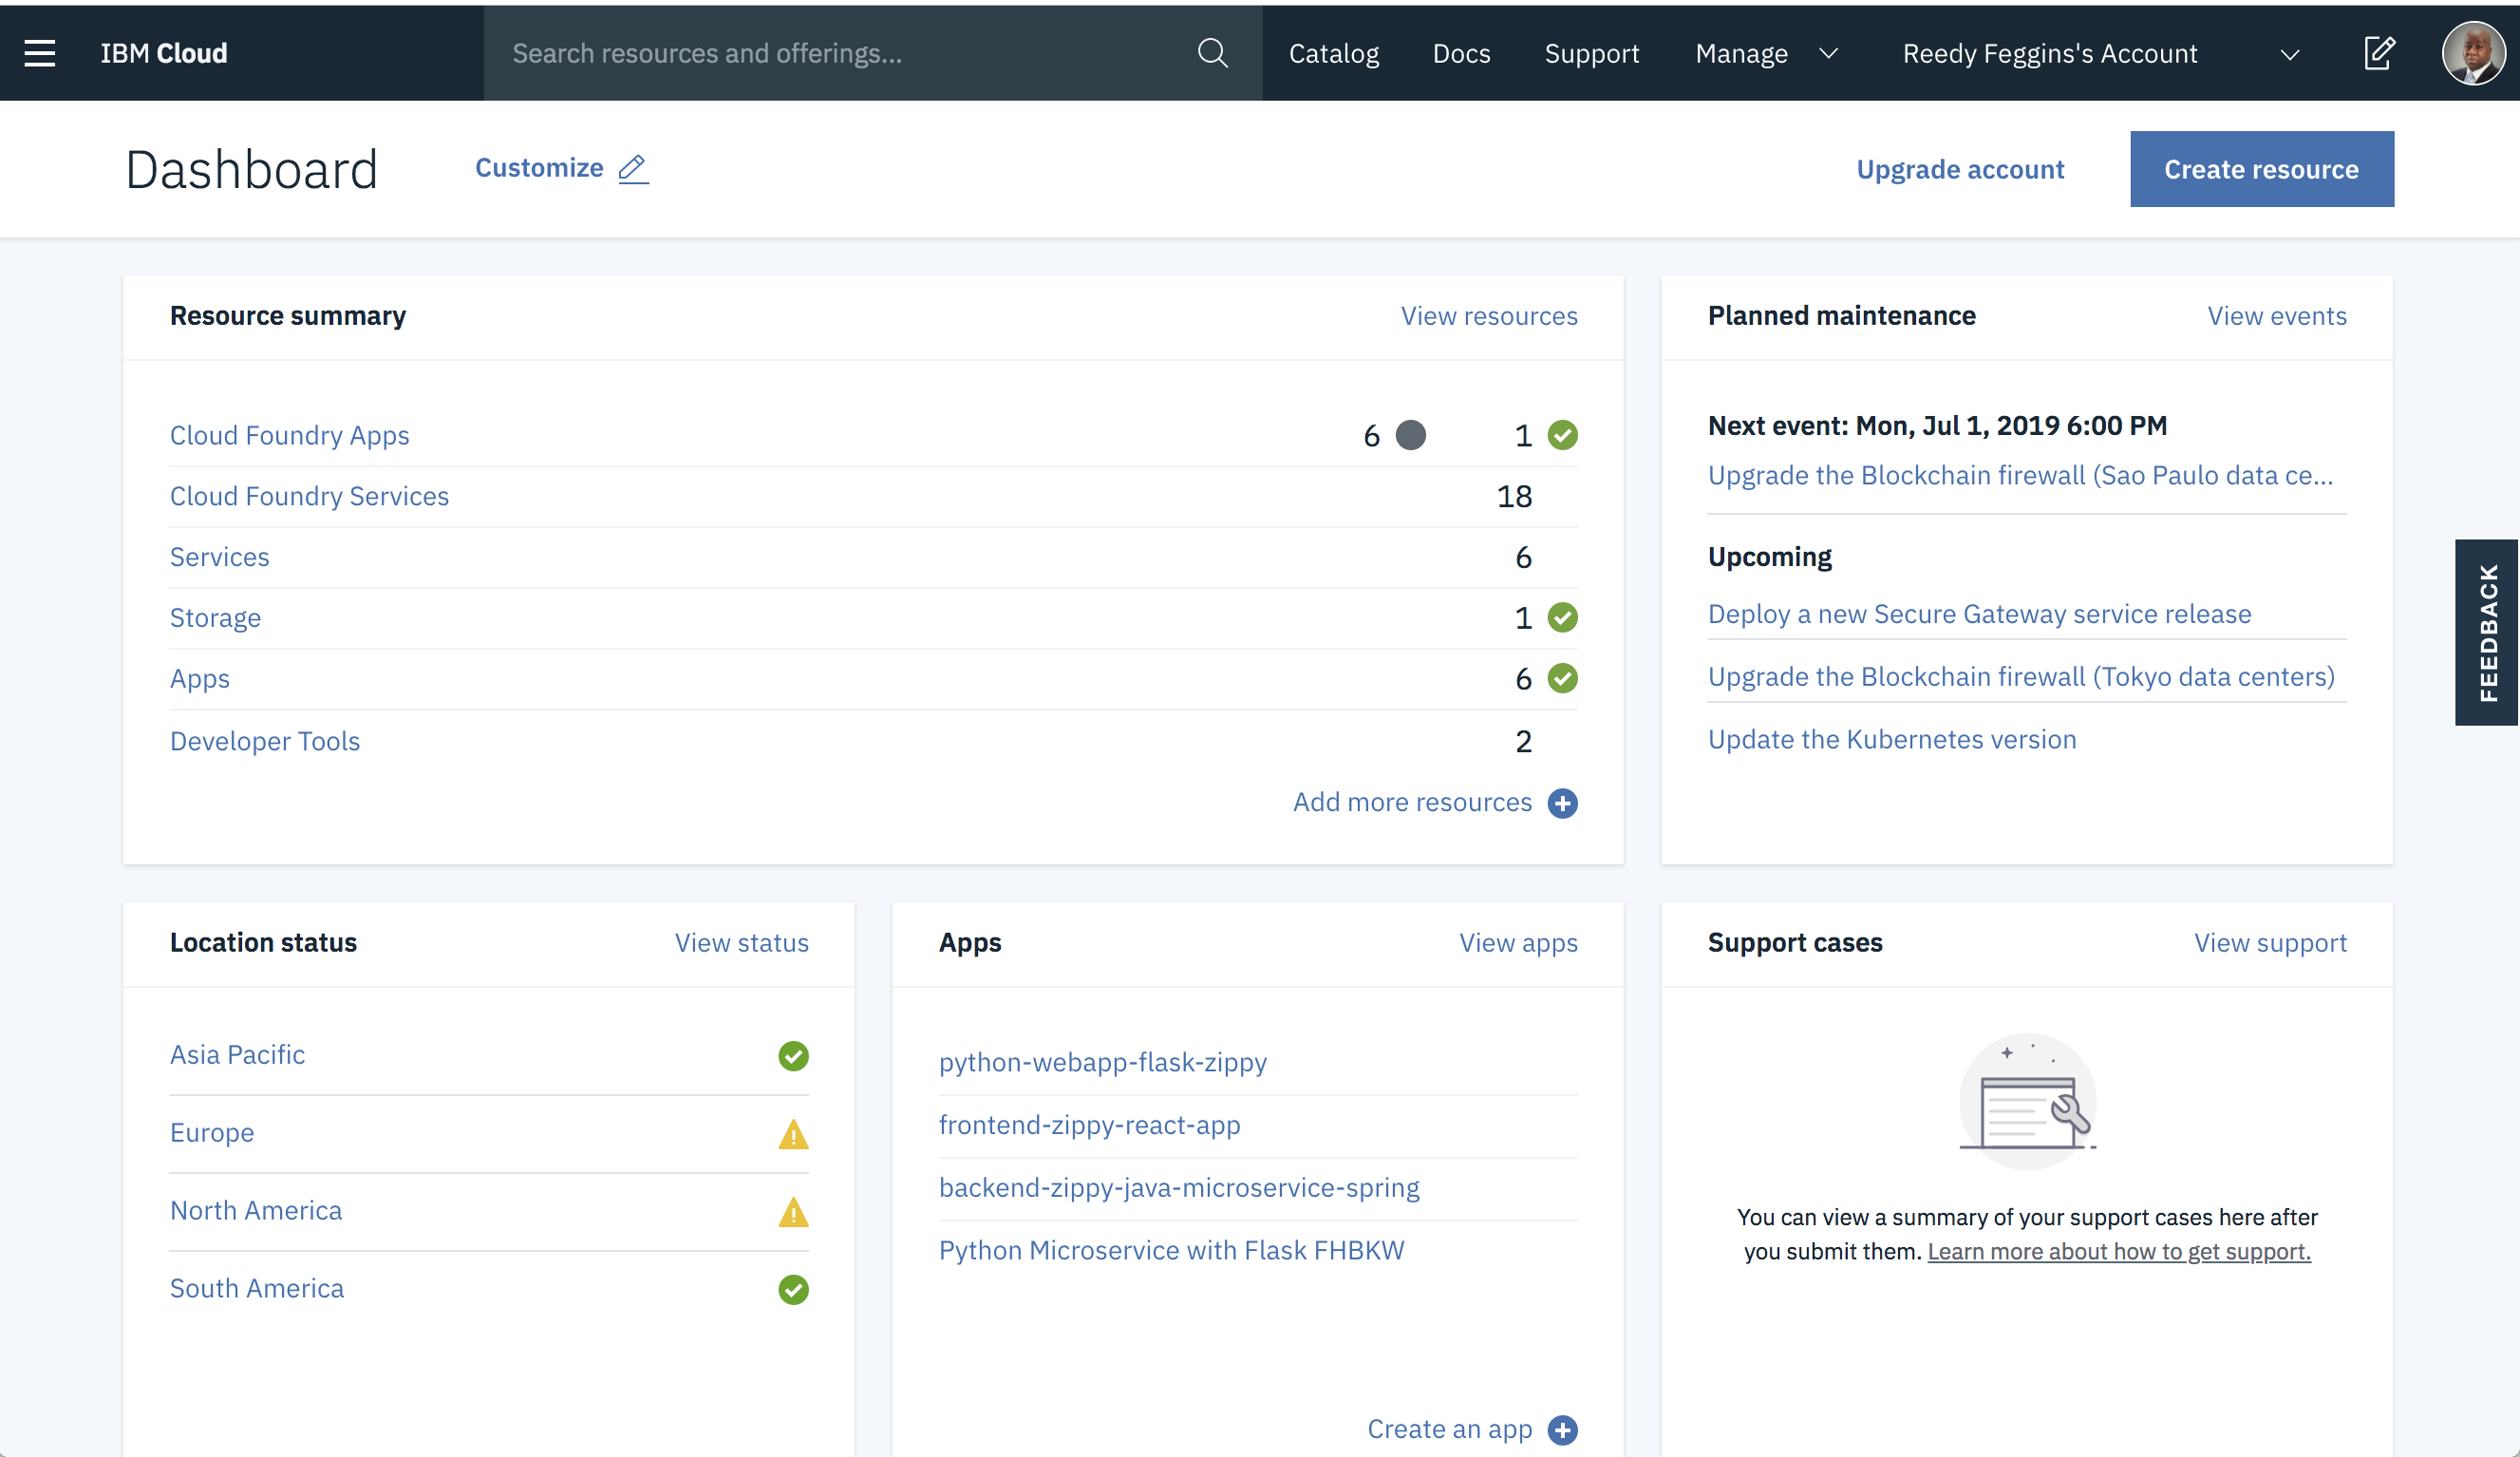 IBM Cloud
Search resources and offerings...
Catalog
Docs
Support
Manage
Reedy Feggins's Account
Dashboard
Customize
Upgrade account
Create resource
Resource summary
View resources
Cloud Foundry Apps
6
1
Cloud Foundry Services
18
Services
6
Storage
1
Apps
6
Developer Tools
2
Add more resources
Planned maintenance
View events
Next event: Mon, Jul 1, 2019 6:00 PM
Upgrade the Blockchain firewall (Sao Paulo data ce...
Upcoming
Deploy a new Secure Gateway service release
Upgrade the Blockchain firewall (Tokyo data centers)
Update the Kubernetes version
FEEDBACK
Location status
View status
Asia Pacific
Europe
North America
South America
Apps
View apps
python-webapp-flask-zippy
frontend-zippy-react-app
backend-zippy-java-microservice-spring
Python Microservice with Flask FHBKW
Create an app
Support cases
View support
You can view a summary of your support cases here after
you submit them. Learn more about how to get support.